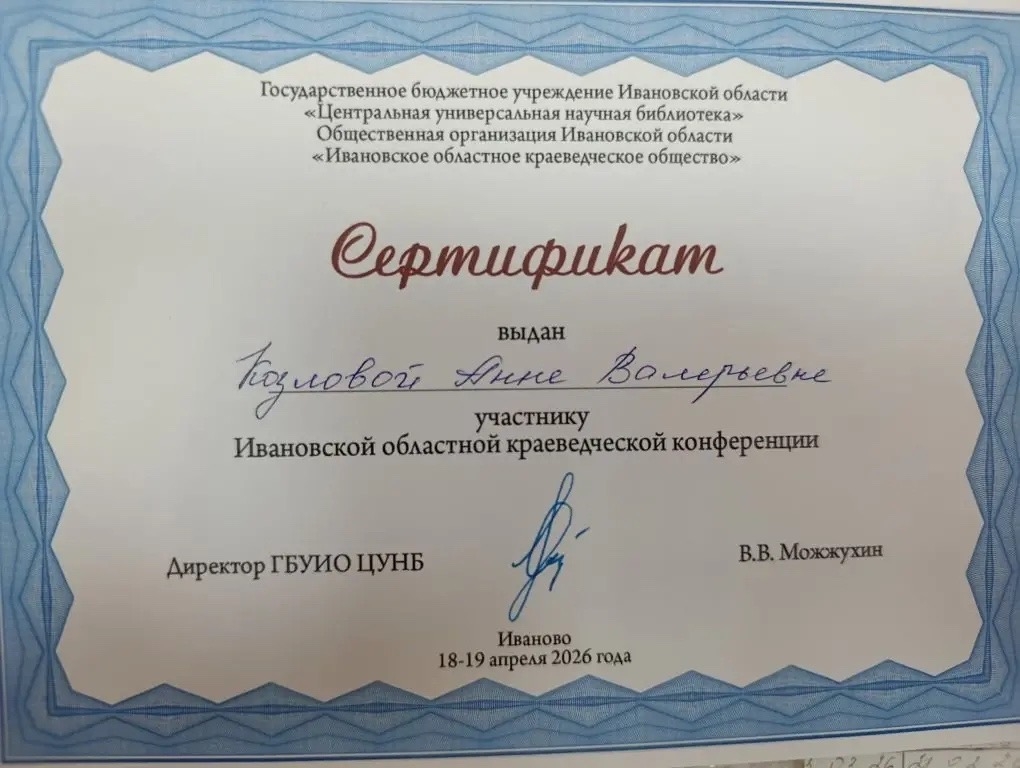 Государственное бюджетное учреждение Ивановской области
«Центральная универсальная научная библиотека»
Общественная организация Ивановской области
«Ивановское областное краеведческое общество»
Сертификат
выдан
Козловой Анне Валерьевне
участнику
Ивановской областной краеведческой конференции
Директор ГБУИО ЦУНБ
В.В. Можжухин
Иваново
18-19 апреля 2026 года